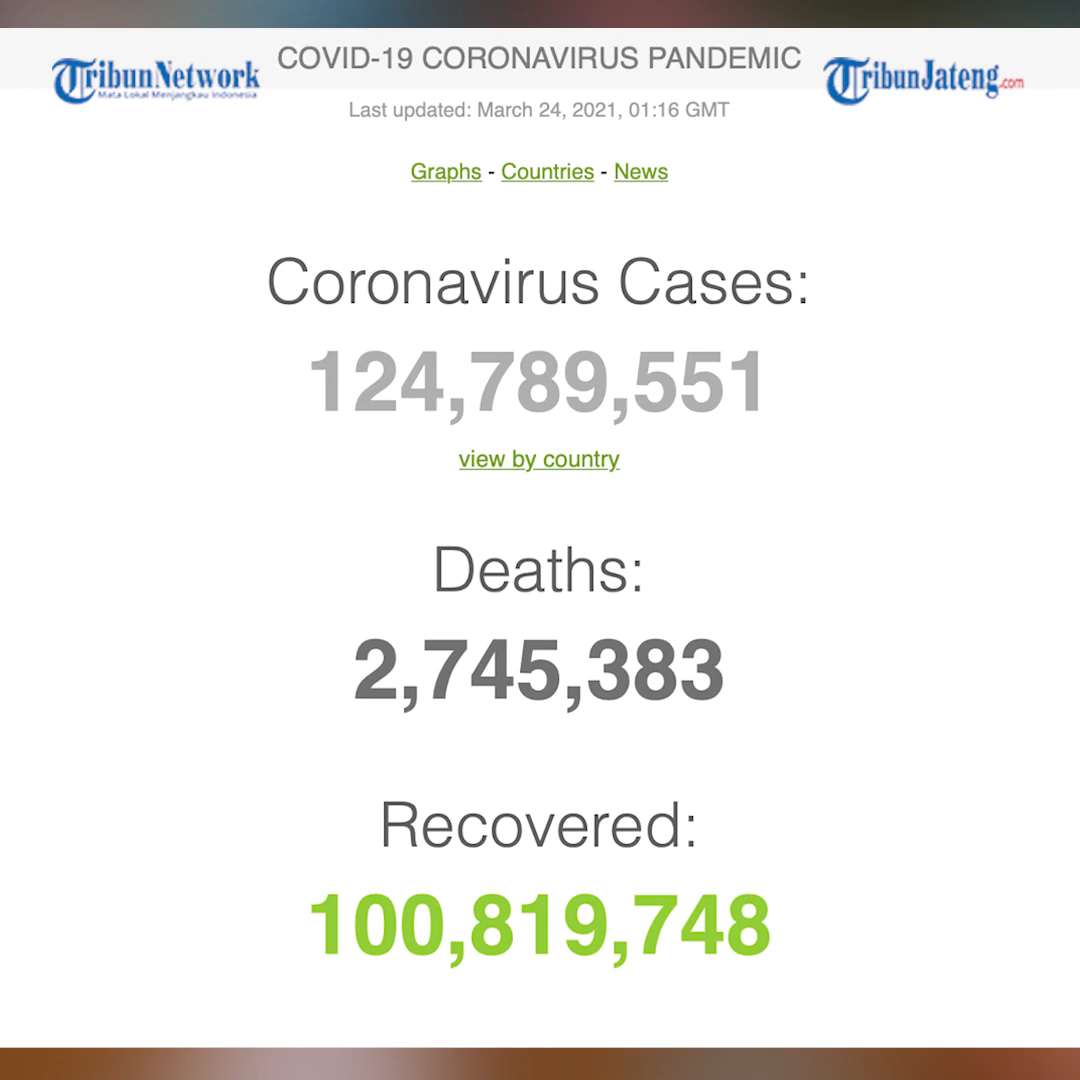 COVID-19 CORONAVIRUS PANDEMIC
TribunNetwork
Mata Lokal Menjangkau Indonesia
TribunJateng.com
Last updated: March 24, 2021, 01:16 GMT
Graphs - Countries - News
Coronavirus Cases:
124,789,551
view by country
Deaths:
2,745,383
Recovered:
100,819,748